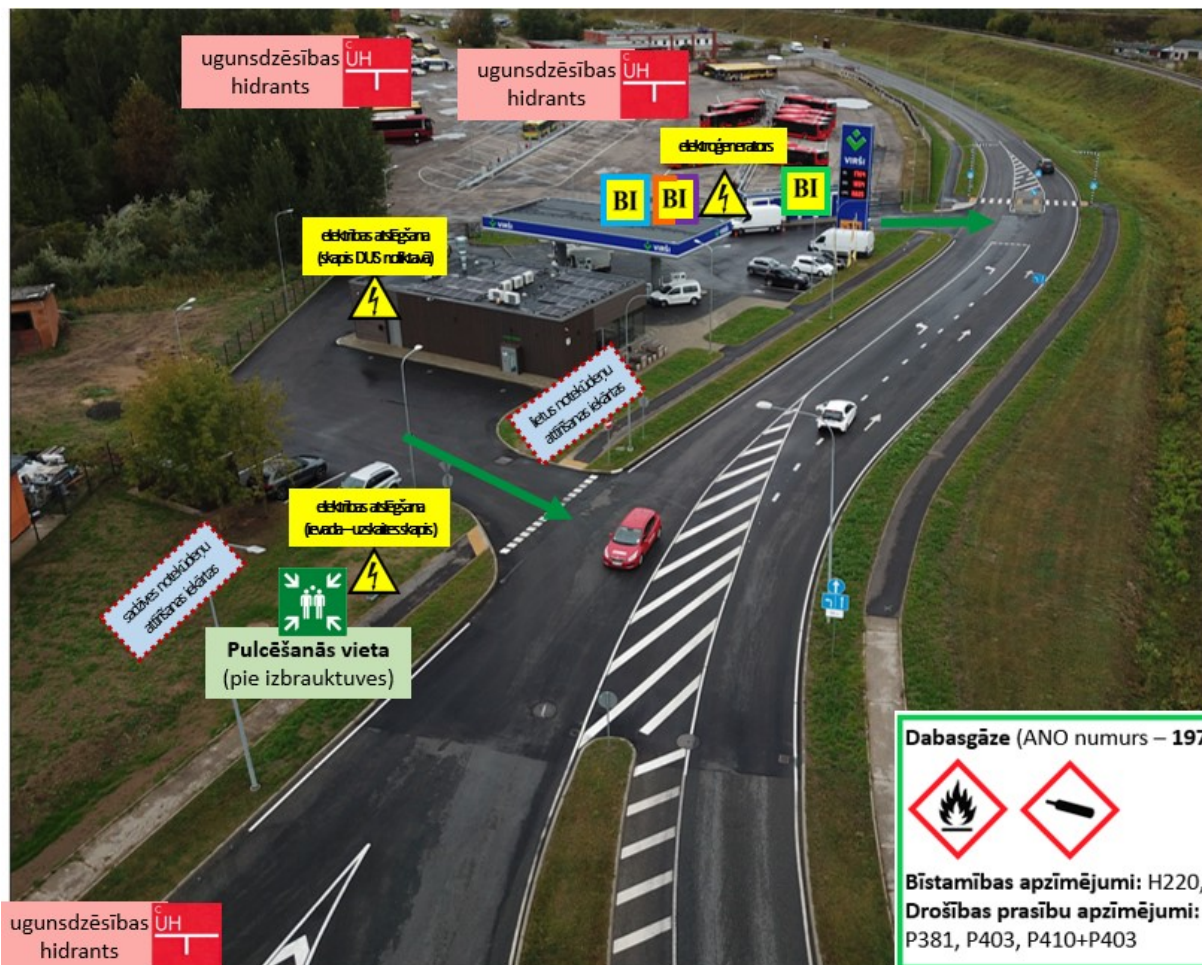 ugunsdzēsības
hidrants
C
UH
ugunsdzēsības
hidrants
C
UH
elektroģenerators
BI
BI
BI
VIRŠI
VIRŠI
elektrības atslēgšana
(skapis DUS noliktavā)
lietus notekūdeņu
attīrīšanas iekārtas
elektrības atslēgšana
(ievada – uzskaites skapis)
sadzīves notekūdeņu
attīrīšanas iekārtas
Pulcēšanās vieta
(pie izbrauktuves)
Dabasgāze (ANO numurs – 197
Bīstamības apzīmējumi: H220,
Drošības prasību apzīmējumi:
P381, P403, P410+P403
ugunsdzēsības
hidrants
C
UH